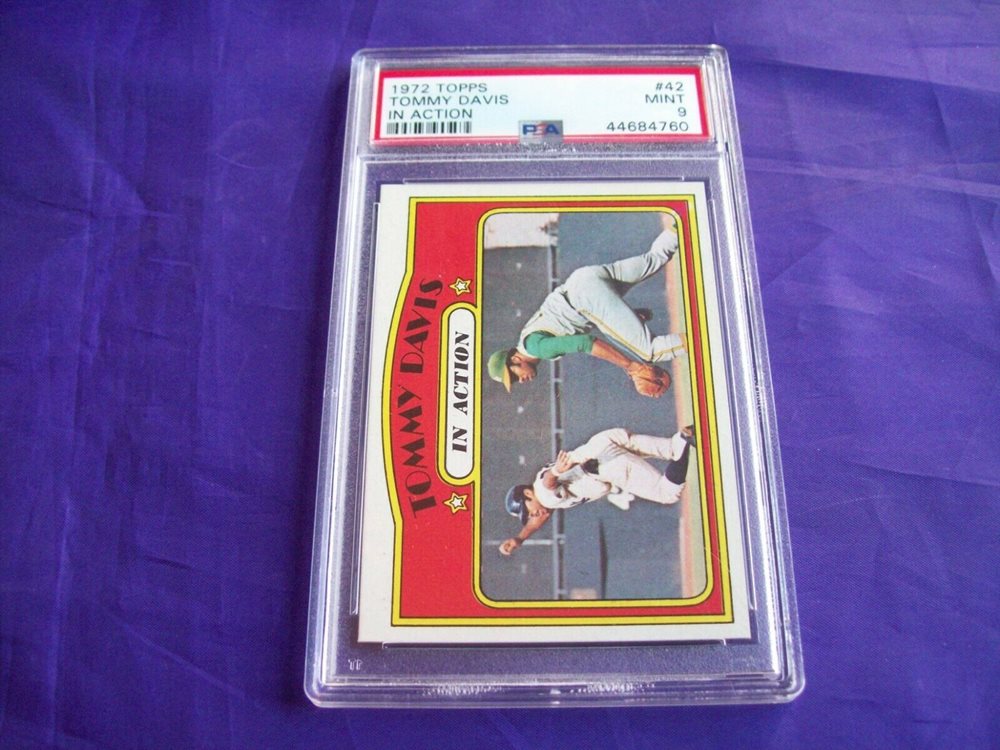 1972 TOPPS #42
TOMMY DAVIS MINT
IN ACTION 9
PSA 44684760
TOMMY DAVIS
IN ACTION